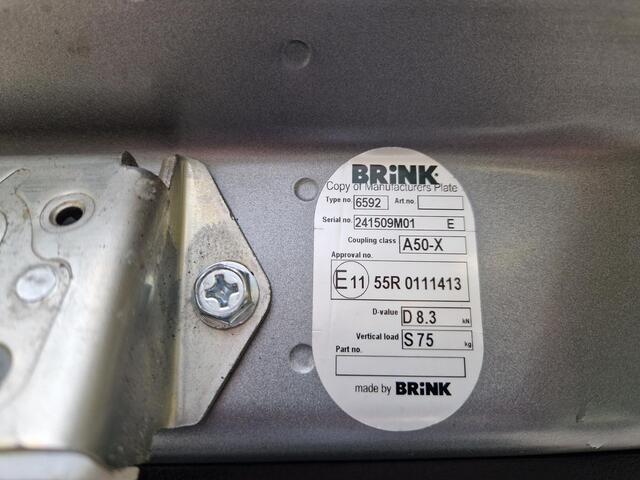 BRiNK
Copy of Manufacturers Plate
Type no. 6592 Art.no.
Serial no. 241509M01 E
Coupling class A50-X
Approval no.
E11 55R 0111413
D-value D 8.3 kN
Vertical load S 75 kg
Part no.
made by BRiNK